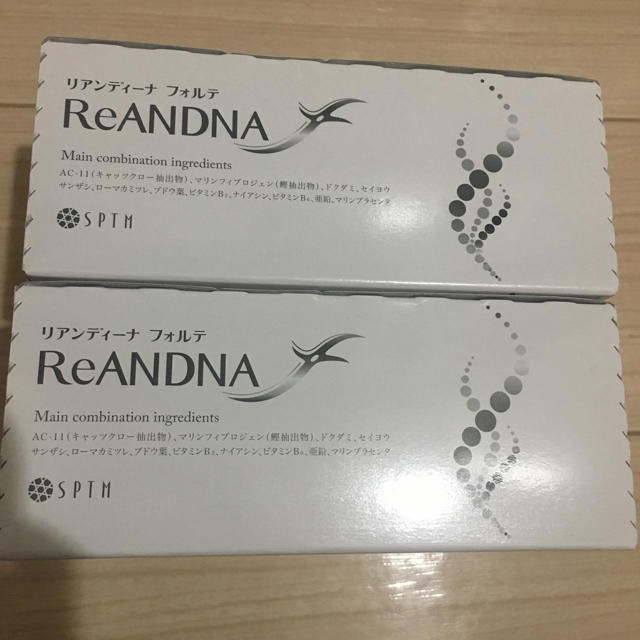 リアンディーナ フォルテ
ReANDNA
Main combination ingredients
AC-11(キャッツクロー抽出物)、マリンフィブロジェン(鰹抽出物)、ドクダミ、セイヨウ
サンザシ、ローマカミツレ、ブドウ葉、ビタミンB₂、ナイアシン、ビタミンB₆、亜鉛、マリンプラセンタ
SPTM
リアンディーナ フォルテ
ReANDNA
Main combination ingredients
AC-11(キャッツクロー抽出物)、マリンフィブロジェン(鰹抽出物)、ドクダミ、セイヨウ
サンザシ、ローマカミツレ、ブドウ葉、ビタミンB₂、ナイアシン、ビタミンB₆、亜鉛、マリンプラセンタ
SPTM